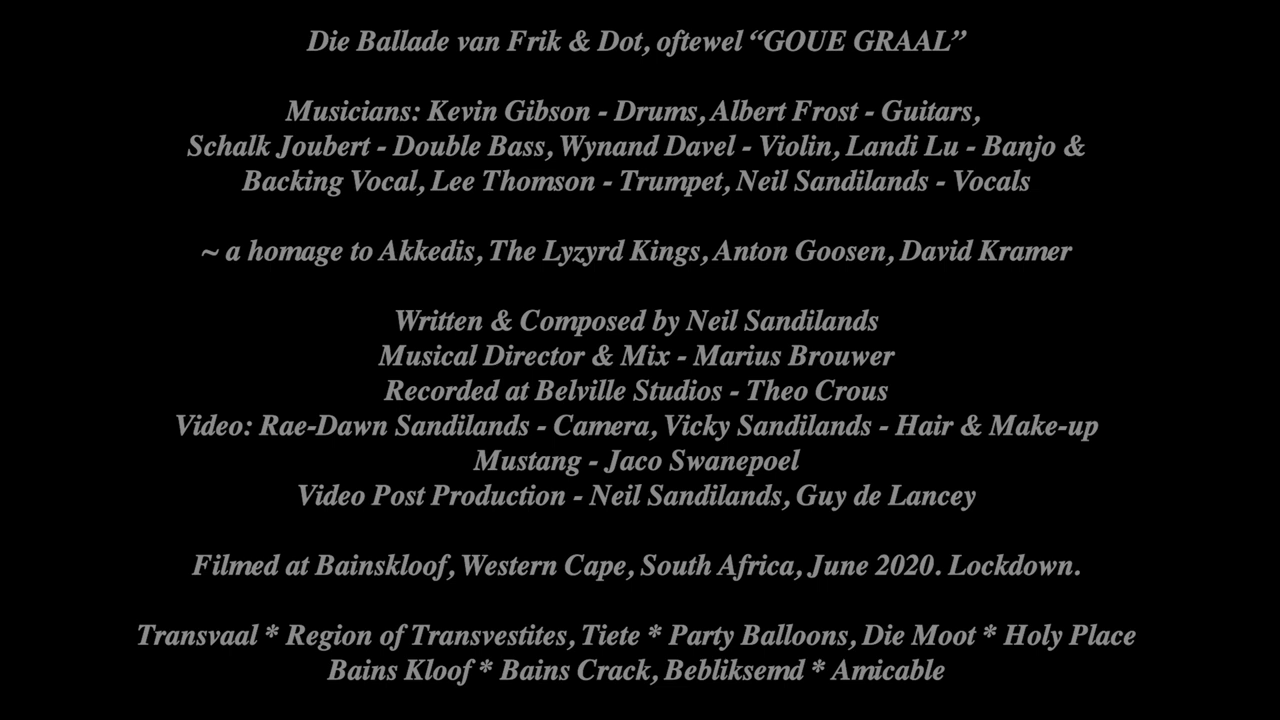 Die Ballade van Frik & Dot, oftewel “GOUE GRAAL”
Musicians: Kevin Gibson - Drums, Albert Frost - Guitars,
Schalk Joubert - Double Bass, Wynand Davel - Violin, Landi Lu - Banjo &
Backing Vocal, Lee Thomson - Trumpet, Neil Sandilands - Vocals
~ a homage to Akkedis, The Lyzyrd Kings, Anton Goosen, David Kramer
Written & Composed by Neil Sandilands
Musical Director & Mix - Marius Brouwer
Recorded at Belville Studios - Theo Crous
Video: Rae-Dawn Sandilands - Camera, Vicky Sandilands - Hair & Make-up
Mustang - Jaco Swanepoel
Video Post Production - Neil Sandilands, Guy de Lancey
Filmed at Bainskloof, Western Cape, South Africa, June 2020. Lockdown.
Transvaal * Region of Transvestites, Tiete * Party Balloons, Die Moot * Holy Place
Bains Kloof * Bains Crack, Bebliksemd * Amicable